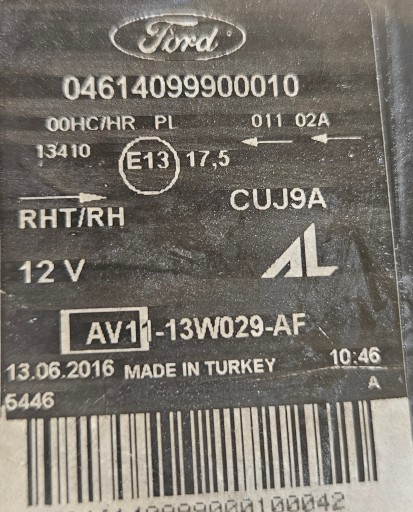 Ford
04614099900010
00HC/HR PL 011 02A
13410 E13 17,5
RHT/RH CUJ9A
12 V AL
AV11-13W029-AF
13.06.2016 MADE IN TURKEY 10:46
5446 A